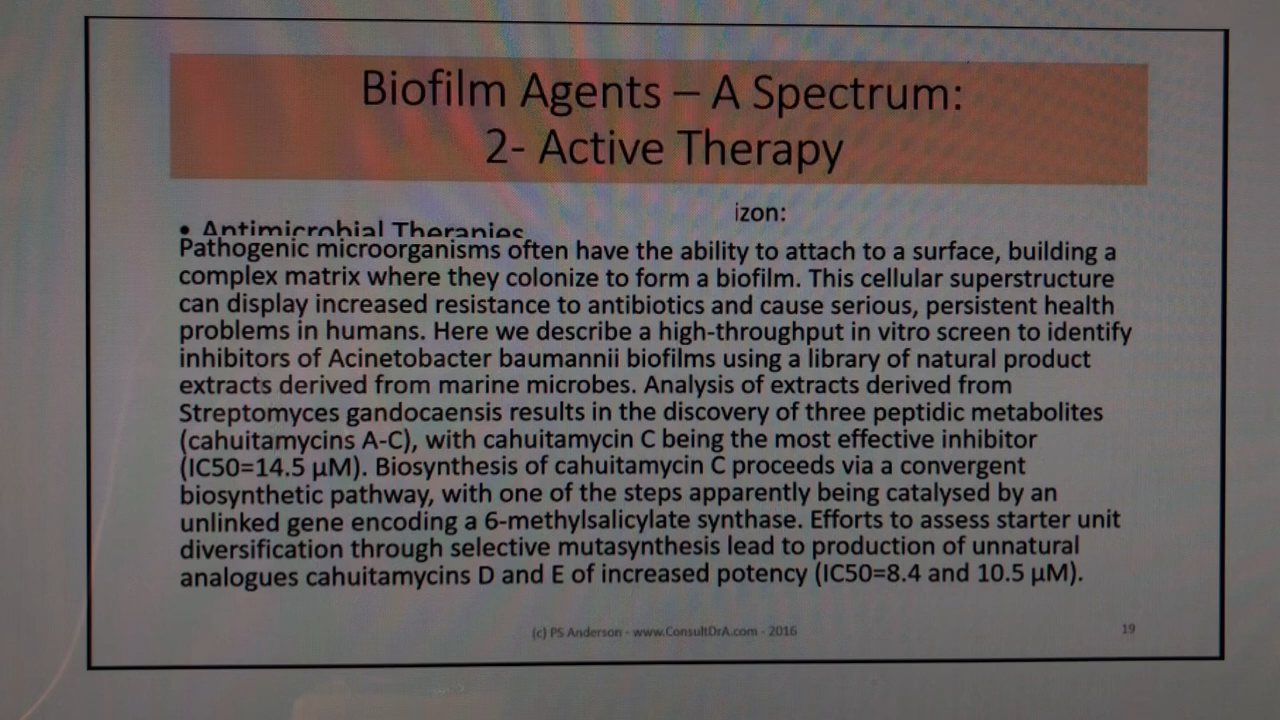 Biofilm Agents – A Spectrum:
2- Active Therapy
izon:
• Antimicrobial Therapies
Pathogenic microorganisms often have the ability to attach to a surface, building a
complex matrix where they colonize to form a biofilm. This cellular superstructure
can display increased resistance to antibiotics and cause serious, persistent health
problems in humans. Here we describe a high-throughput in vitro screen to identify
inhibitors of Acinetobacter baumannii biofilms using a library of natural product
extracts derived from marine microbes. Analysis of extracts derived from
Streptomyces gandocaensis results in the discovery of three peptidic metabolites
(cahuitamycins A-C), with cahuitamycin C being the most effective inhibitor
(IC50=14.5 µM). Biosynthesis of cahuitamycin C proceeds via a convergent
biosynthetic pathway, with one of the steps apparently being catalysed by an
unlinked gene encoding a 6-methylsalicylate synthase. Efforts to assess starter unit
diversification through selective mutasynthesis lead to production of unnatural
analogues cahuitamycins D and E of increased potency (IC50=8.4 and 10.5 µM).
(c) PS Anderson - www.ConsultDrA.com - 2016
19